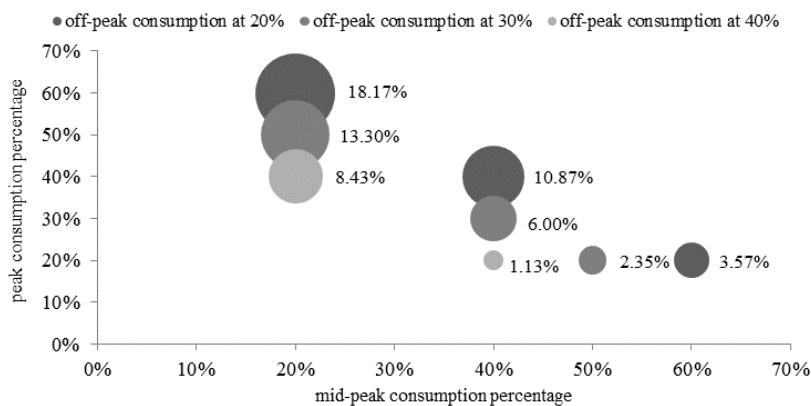 off-peak consumption at 20% off-peak consumption at 30% off-peak consumption at 40%
70%
60%
50%
40%
30%
20%
10%
0%
peak consumption percentage
18.17%
13.30%
8.43%
10.87%
6.00%
1.13% 2.35% 3.57%
0% 10% 20% 30% 40% 50% 60% 70%
mid-peak consumption percentage